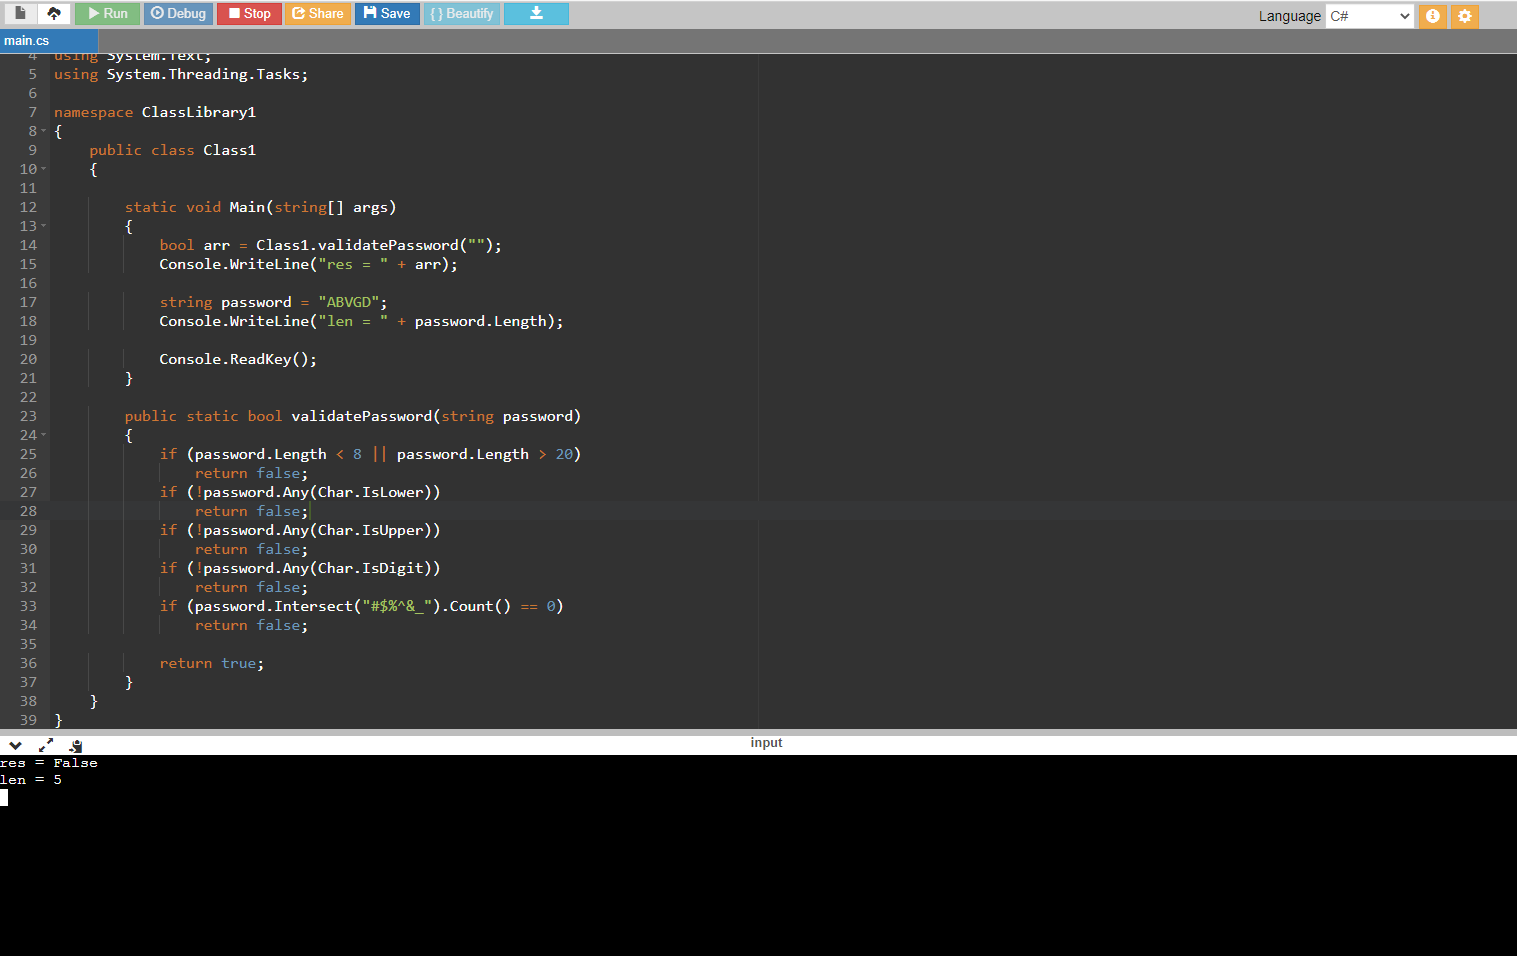 Run Debug Stop Share Save { } Beautify Language C#
main.cs
4 using System.Text;
5 using System.Threading.Tasks;
6
7 namespace ClassLibrary1
8 {
9 public class Class1
10 {
11
12 static void Main(string[] args)
13 {
14 bool arr = Class1.validatePassword("");
15 Console.WriteLine("res = " + arr);
16
17 string password = "ABVGD";
18 Console.WriteLine("len = " + password.Length);
19
20 Console.ReadKey();
21 }
22
23 public static bool validatePassword(string password)
24 {
25 if (password.Length < 8 || password.Length > 20)
26 return false;
27 if (!password.Any(Char.IsLower))
28 return false;
29 if (!password.Any(Char.IsUpper))
30 return false;
31 if (!password.Any(Char.IsDigit))
32 return false;
33 if (password.Intersect("#$%^&_").Count() == 0)
34 return false;
35
36 return true;
37 }
38 }
39 }
input
res = False
len = 5